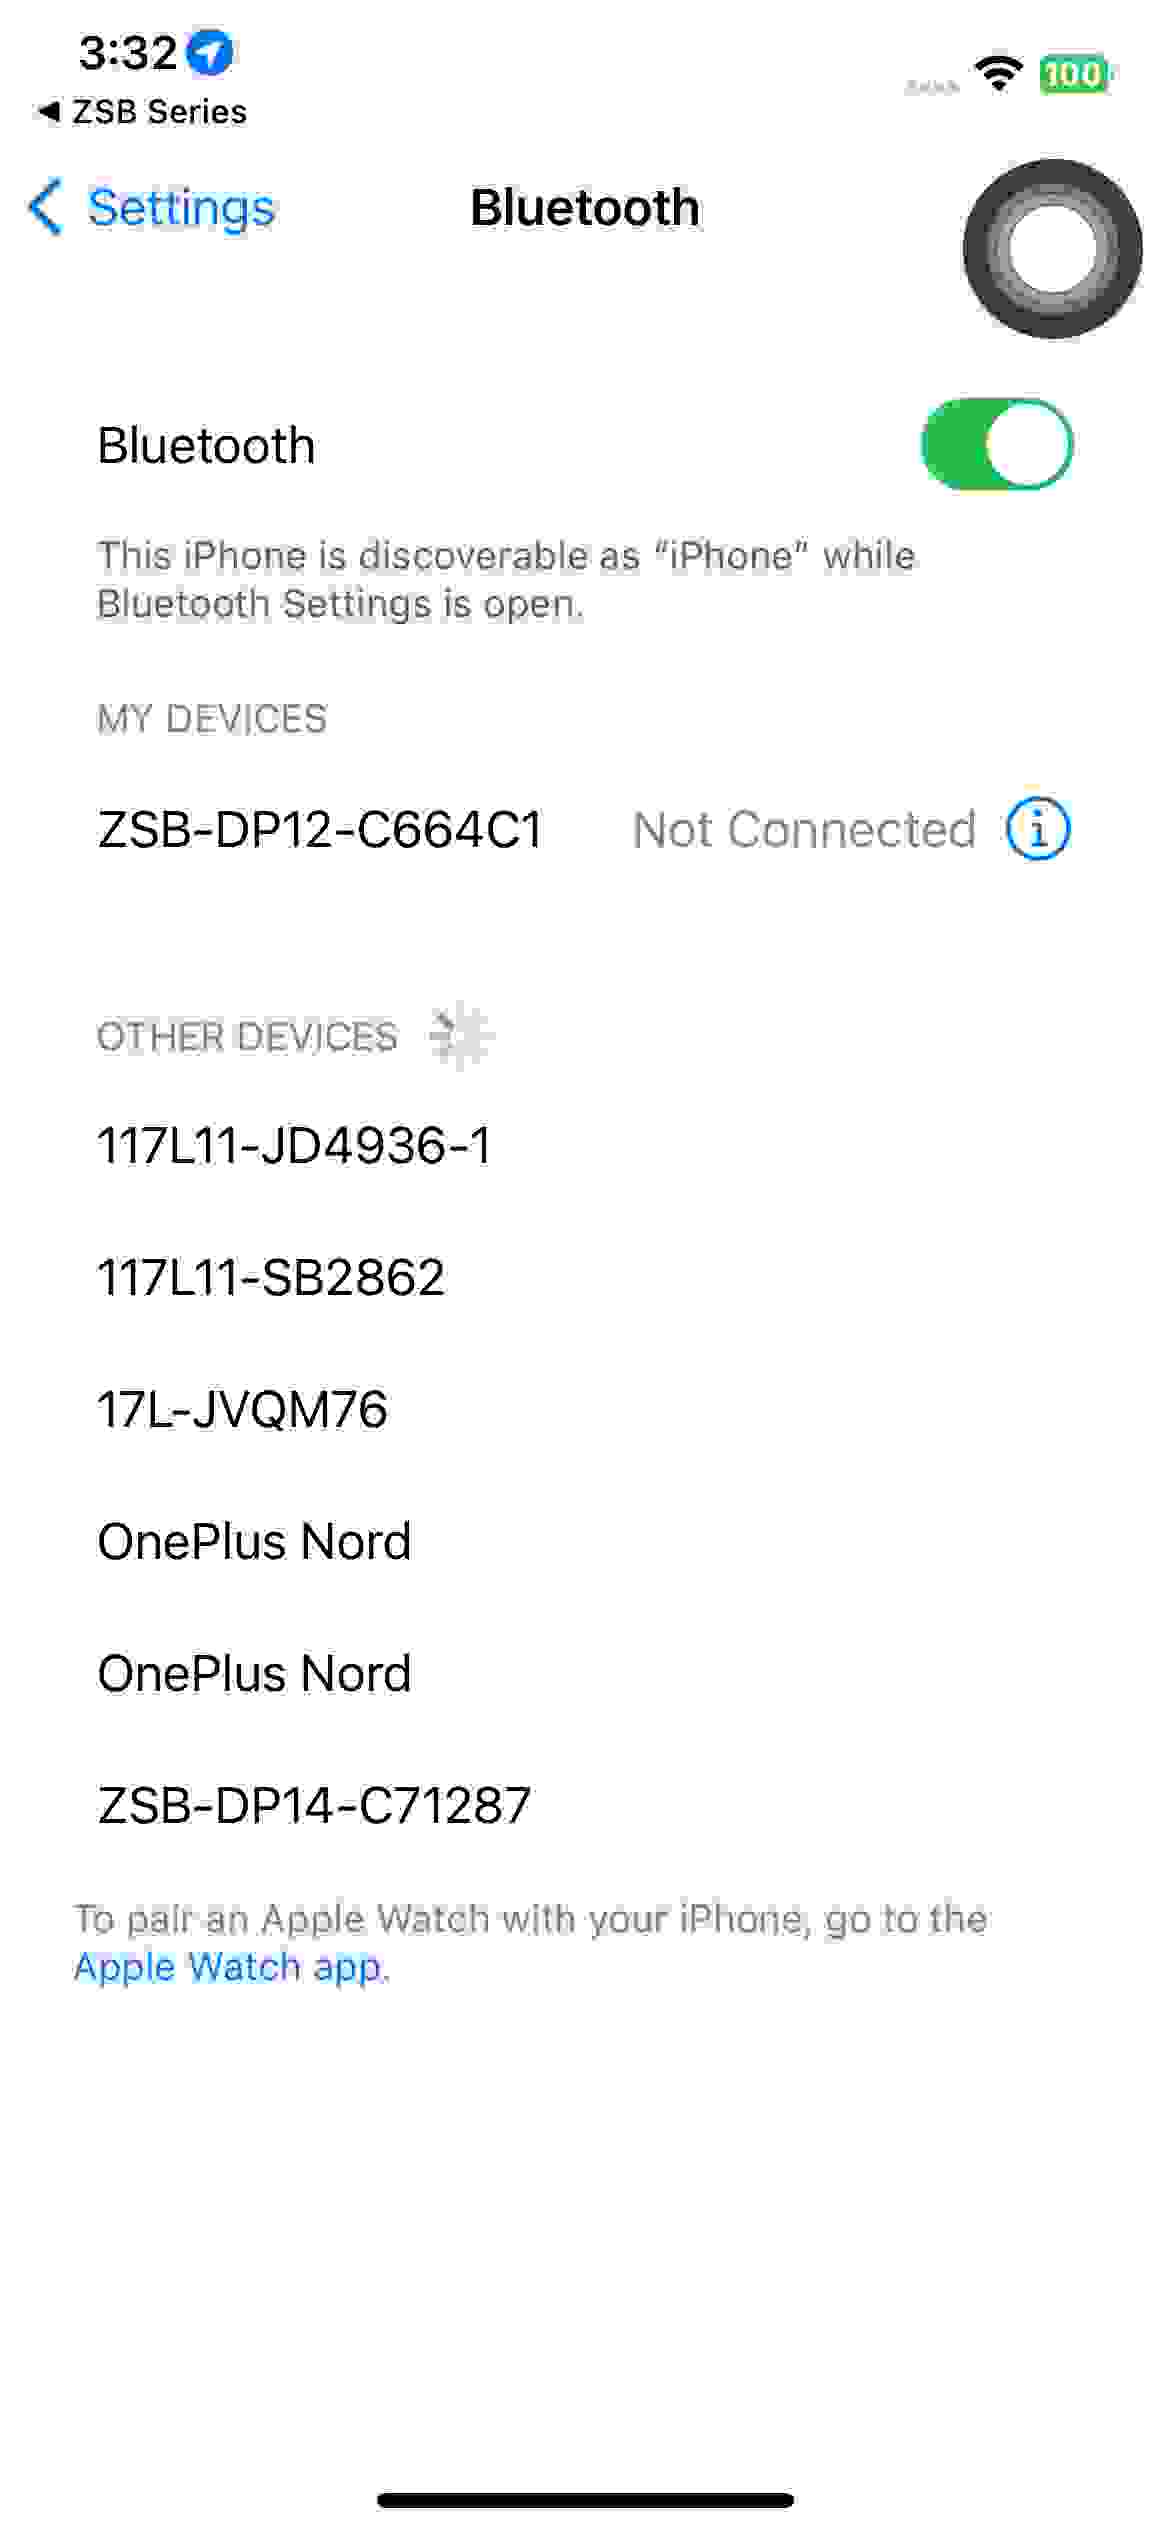 3:32
100
◀ ZSB Series
Settings
Bluetooth
Bluetooth
This iPhone is discoverable as “iPhone” while
Bluetooth Settings is open.
MY DEVICES
ZSB-DP12-C664C1 Not Connected i
OTHER DEVICES
117L11-JD4936-1
117L11-SB2862
17L-JVQM76
OnePlus Nord
OnePlus Nord
ZSB-DP14-C71287
To pair an Apple Watch with your iPhone, go to the
Apple Watch app.